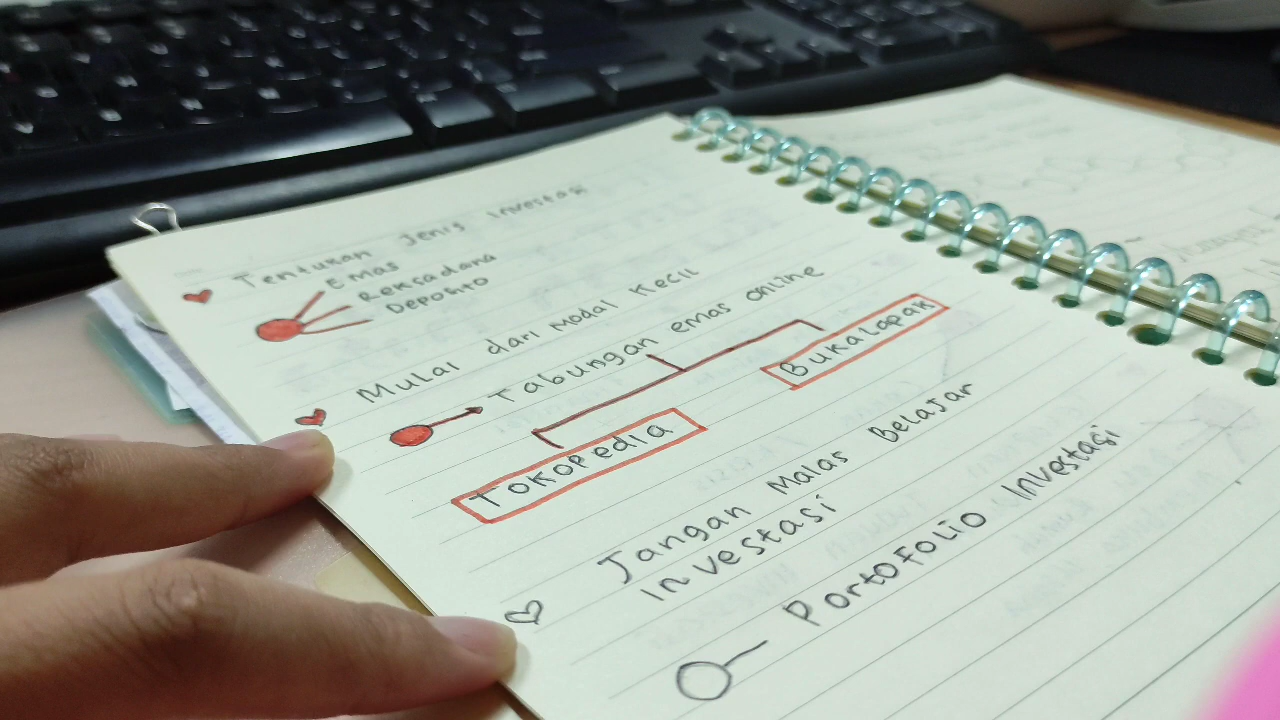 Tentukan Jenis Investasi
Emas
Reksadana
Deposito
Mulai dari Modal Kecil
Tabungan emas online
Tokopedia
Bukalapak
Jangan Malas Belajar
Investasi
Portofolio Investasi